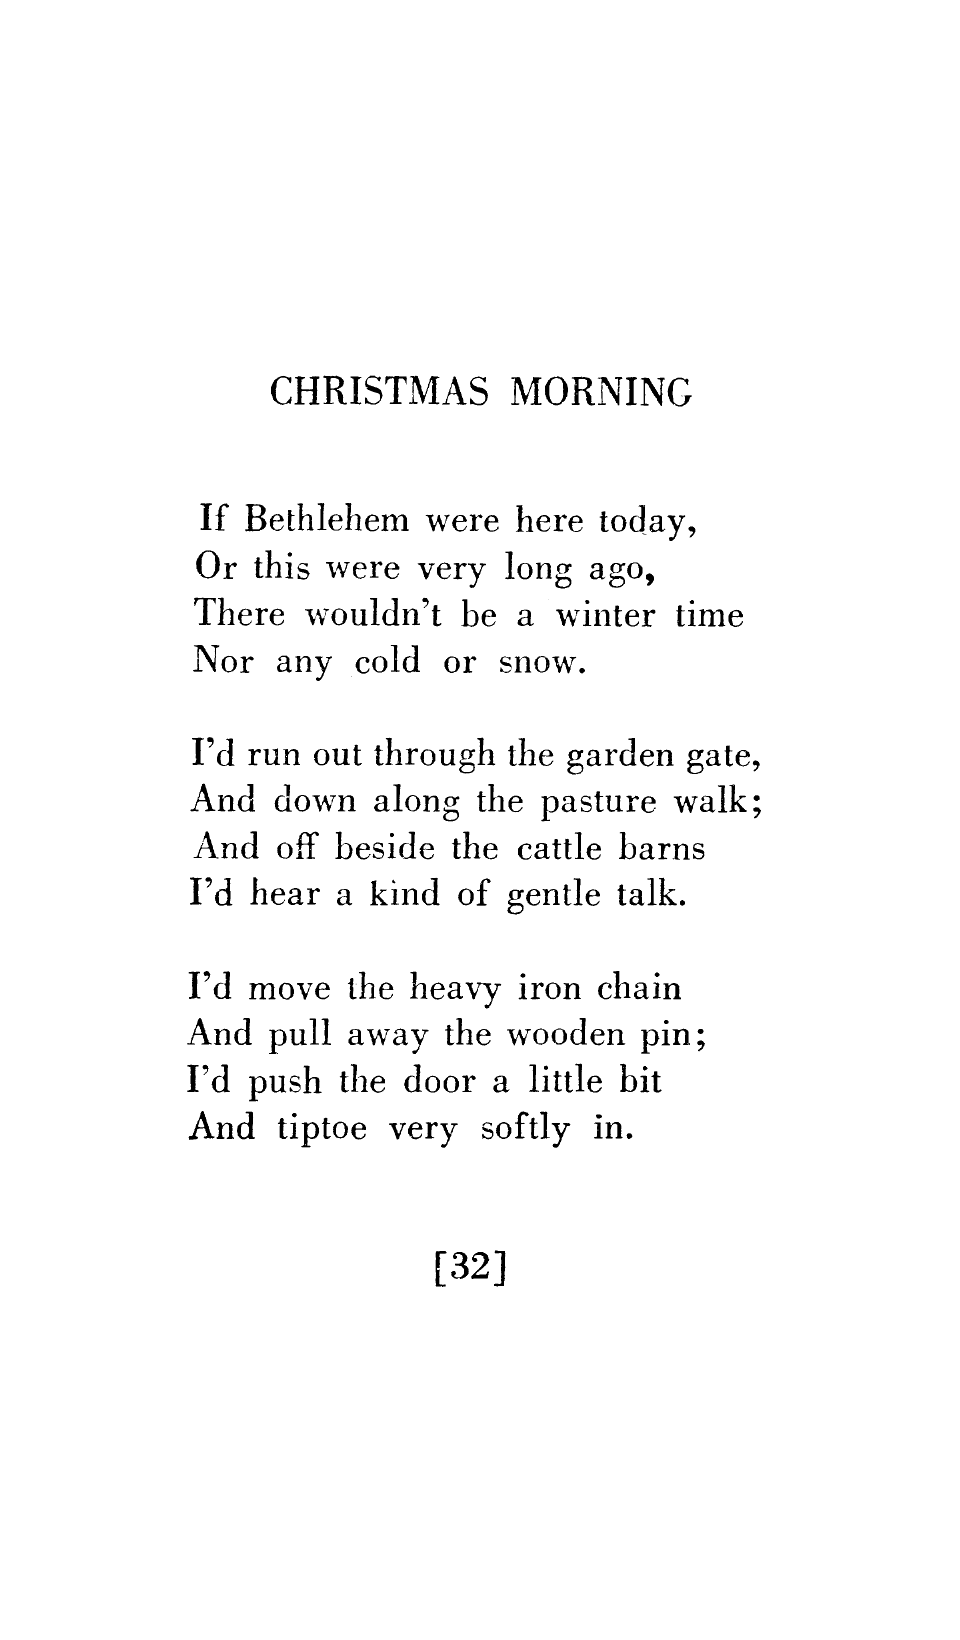 CHRISTMAS MORNING
If Bethlehem were here today,
Or this were very long ago,
There wouldn't be a winter time
Nor any cold or snow.
I'd run out through the garden gate,
And down along the pasture walk;
And off beside the cattle barns
I'd hear a kind of gentle talk.
I'd move the heavy iron chain
And pull away the wooden pin;
I'd push the door a little bit
And tiptoe very softly in.
[32]